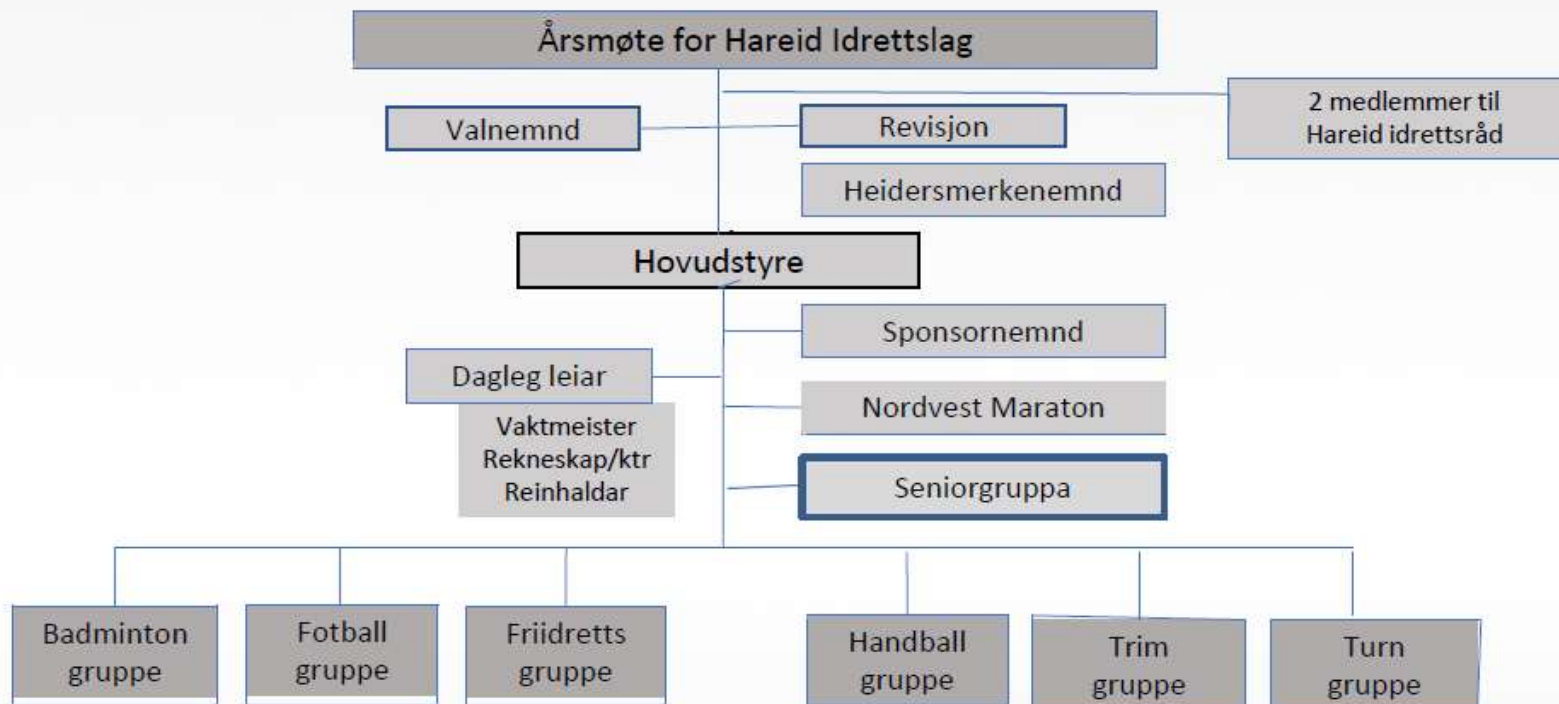 Årsmøte for Hareid Idrettslag
2 medlemmer til
Hareid idrettsråd
Valnemnd
Revisjon
Heidersmerkenemnd
Hovudstyre
Sponsornemnd
Dagleg leiar
Nordvest Maraton
Vaktmeister
Rekneskap/ktr
Reinhaldar
Seniorgruppa
Badminton
gruppe
Fotball
gruppe
Friidretts
gruppe
Handball
gruppe
Trim
gruppe
Turn
gruppe